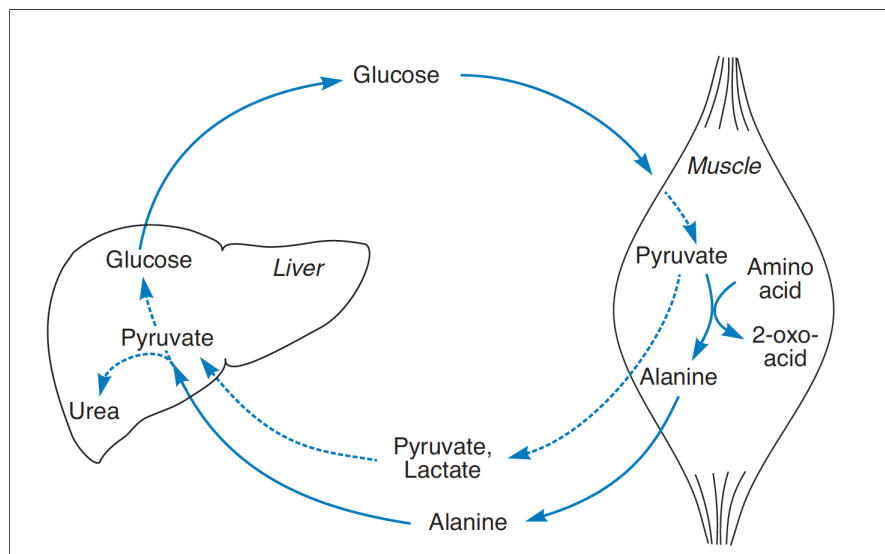 Glucose
Muscle
Glucose
Liver
Pyruvate
Amino
acid
Pyruvate
2-oxo-
acid
Alanine
Urea
Pyruvate,
Lactate
Alanine